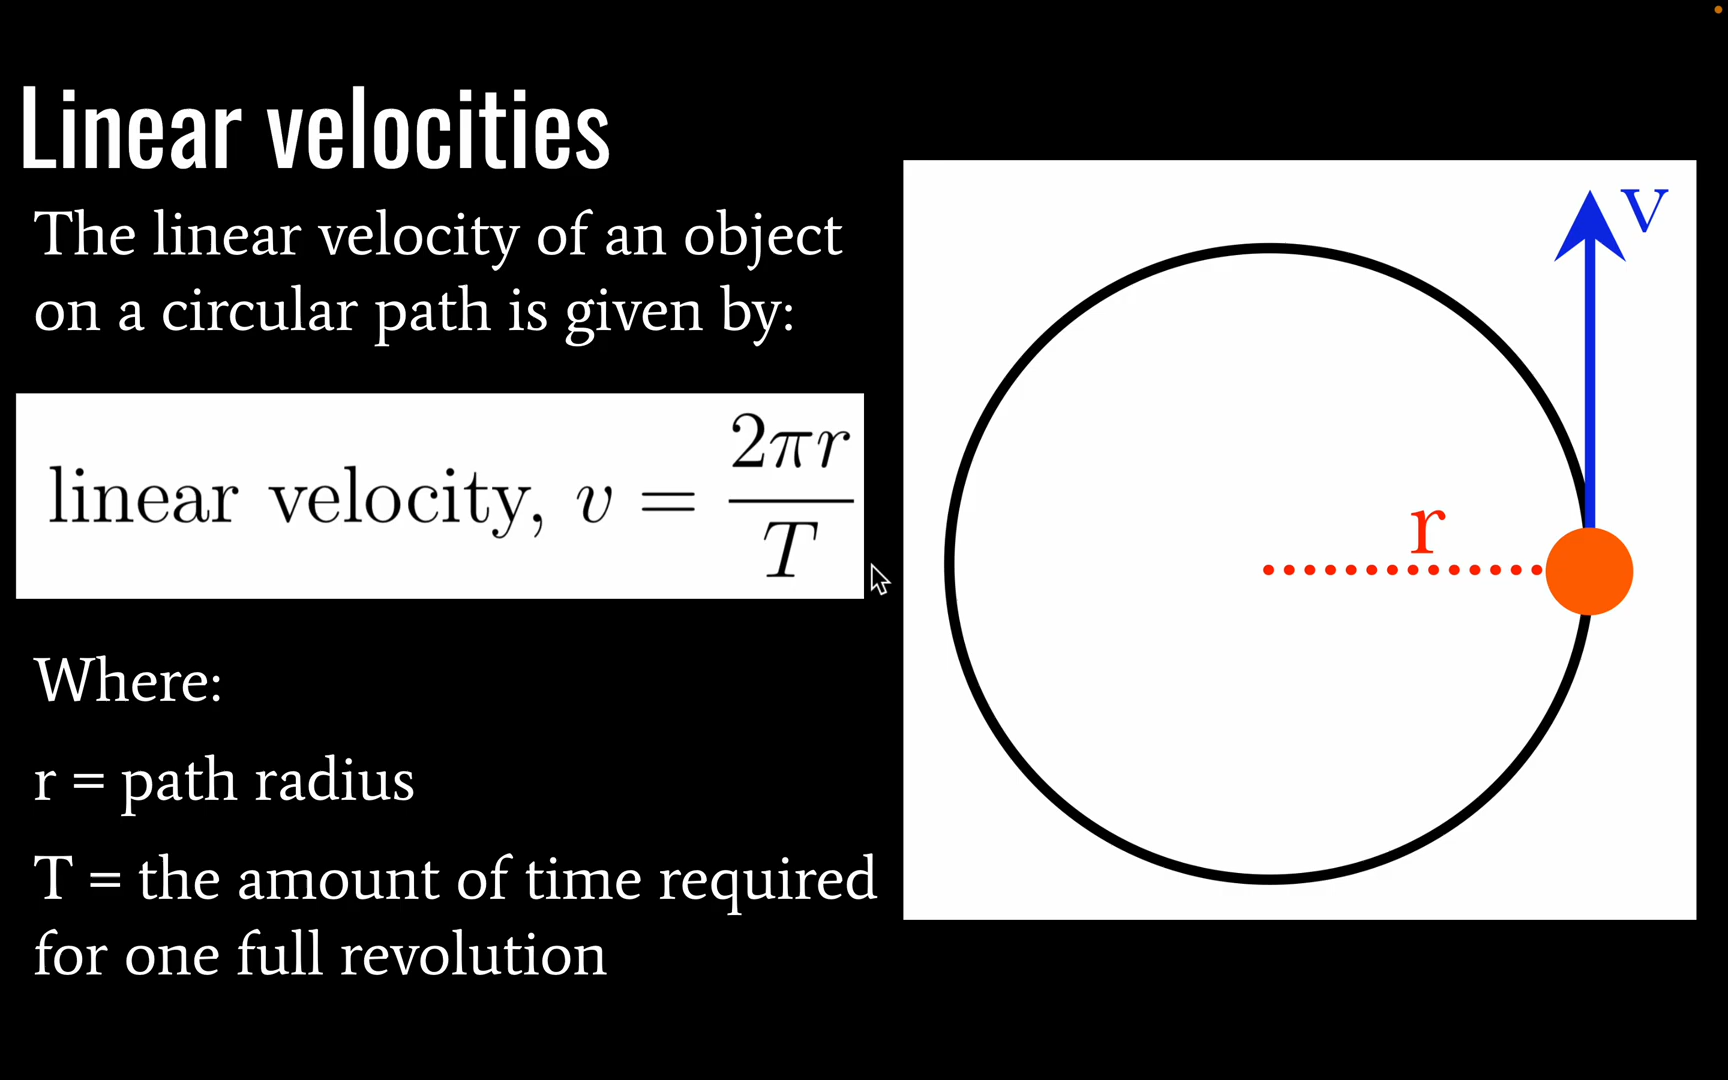 Linear velocities
The linear velocity of an object
on a circular path is given by:
linear velocity, v = 2πr/T
Where:
r = path radius
T = the amount of time required
for one full revolution
v
r